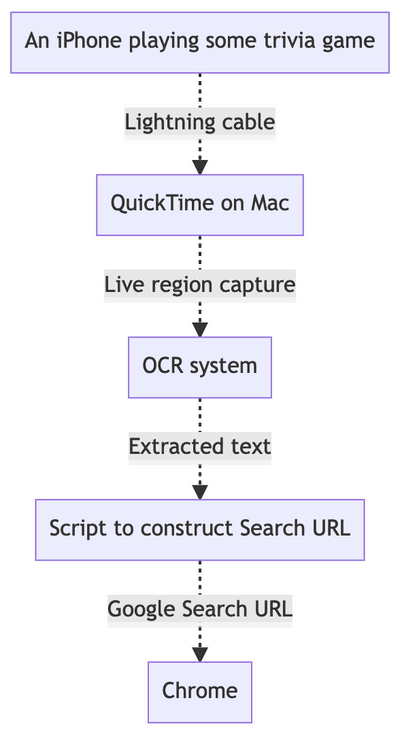 An iPhone playing some trivia game
Lightning cable
QuickTime on Mac
Live region capture
OCR system
Extracted text
Script to construct Search URL
Google Search URL
Chrome